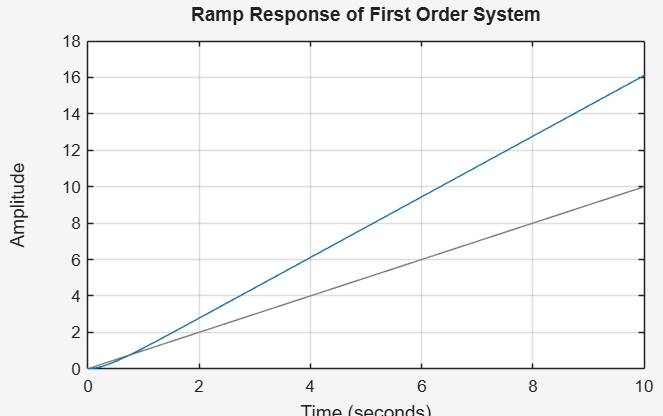 Ramp Response of First Order System
18
16
14
12
10
8
6
4
2
0
Amplitude
0 2 4 6 8 10
Time (seconds)